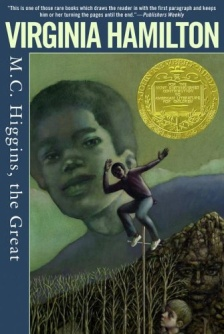 "This is one of those rare books which draws the reader in with the first paragraph and keeps
him or her turning the pages until the end."—Publishers Weekly
VIRGINIA HAMILTON
M.C. Higgins, the Great